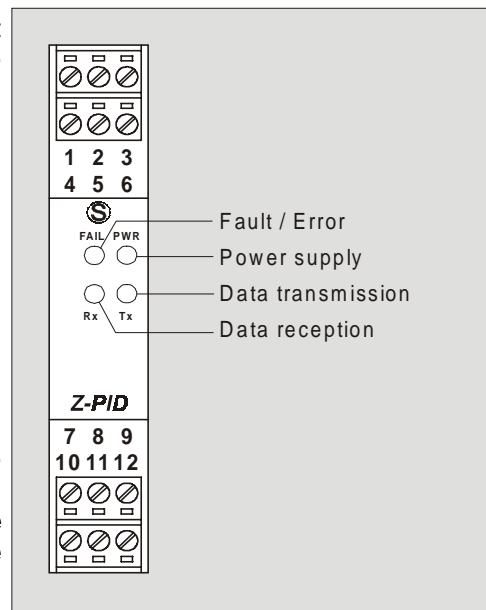 1 2 3
4 5 6
S
FAIL PWR
Fault / Error
Power supply
Data transmission
Rx Tx
Data reception
Z-PID
7 8 9
10 11 12